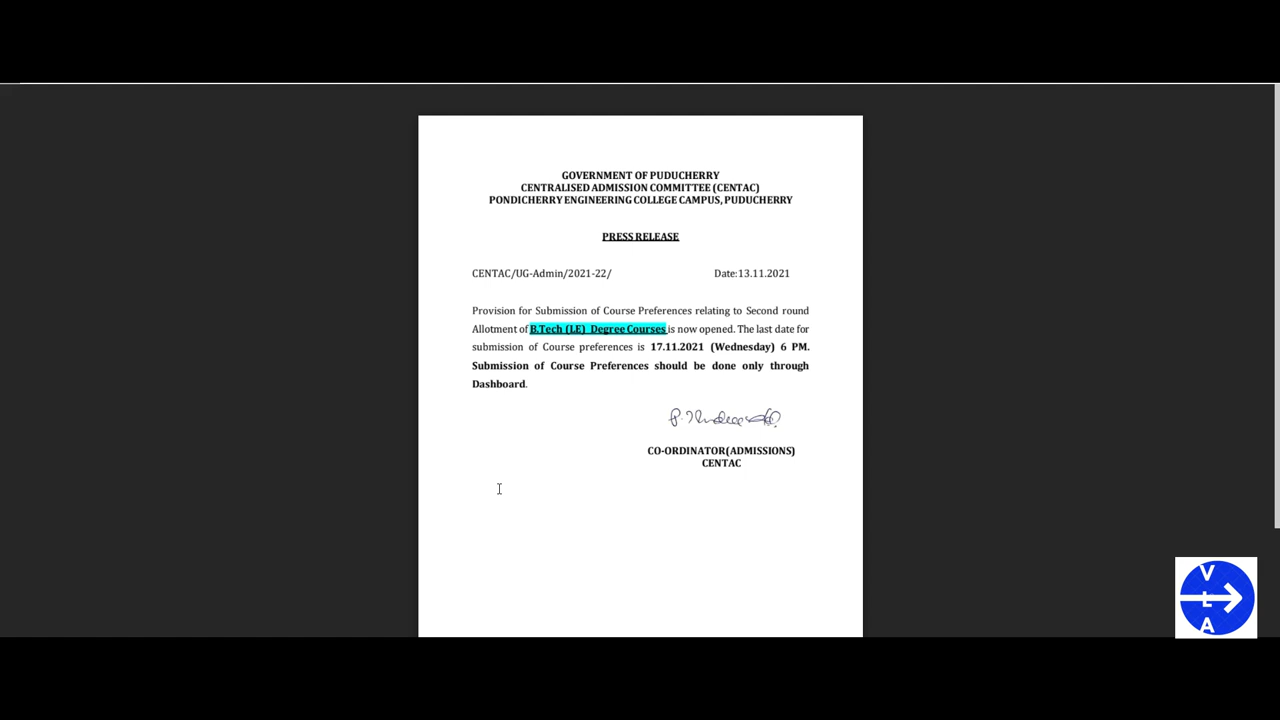 GOVERNMENT OF PUDUCHERRY
CENTRALISED ADMISSION COMMITTEE (CENTAC)
PONDICHERRY ENGINEERING COLLEGE CAMPUS, PUDUCHERRY
PRESS RELEASE
CENTAC/UG-Admin/2021-22/ Date:13.11.2021
Provision for Submission of Course Preferences relating to Second round
Allotment of B.Tech (LE) Degree Courses is now opened. The last date for
submission of Course preferences is 17.11.2021 (Wednesday) 6 PM.
Submission of Course Preferences should be done only through
Dashboard.
CO-ORDINATOR(ADMISSIONS)
CENTAC
V
L
A